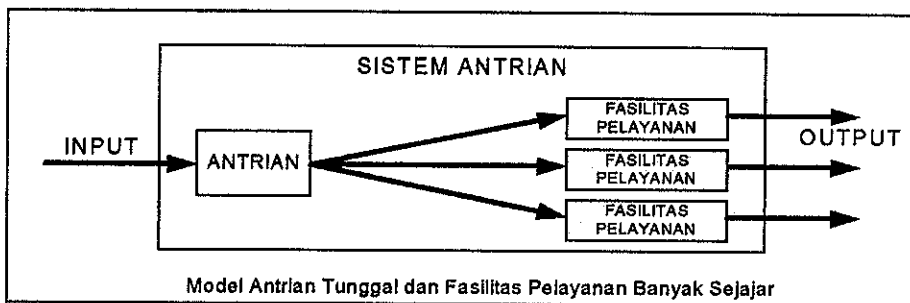 SISTEM ANTRIAN
INPUT
ANTRIAN
FASILITAS
PELAYANAN
FASILITAS
PELAYANAN
FASILITAS
PELAYANAN
OUTPUT
Model Antrian Tunggal dan Fasilitas Pelayanan Banyak Sejajar